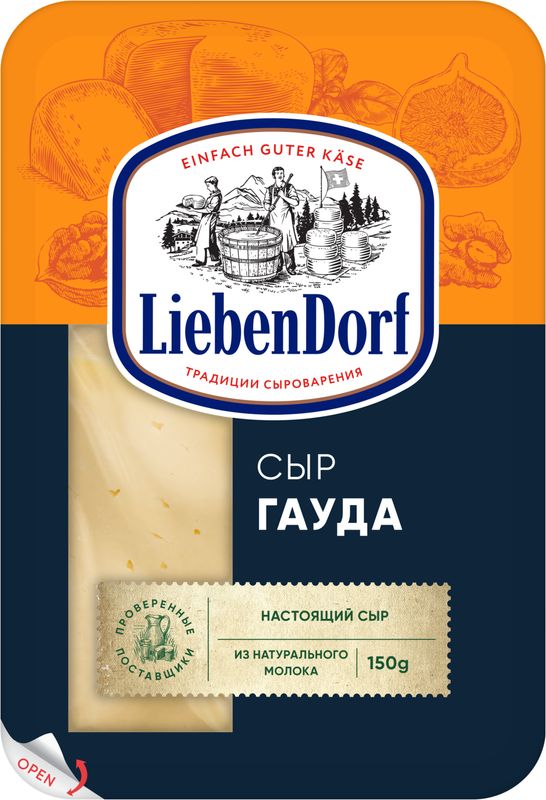 EINFACH GUTER KÄSE
LiebenDorf
ТРАДИЦИИ СЫРОВАРЕНИЯ
СЫР
ГАУДА
ПРОВЕРЕННЫЕ
ПОСТАВЩИКИ
НАСТОЯЩИЙ СЫР
ИЗ НАТУРАЛЬНОГО
МОЛОКА
150g
OPEN